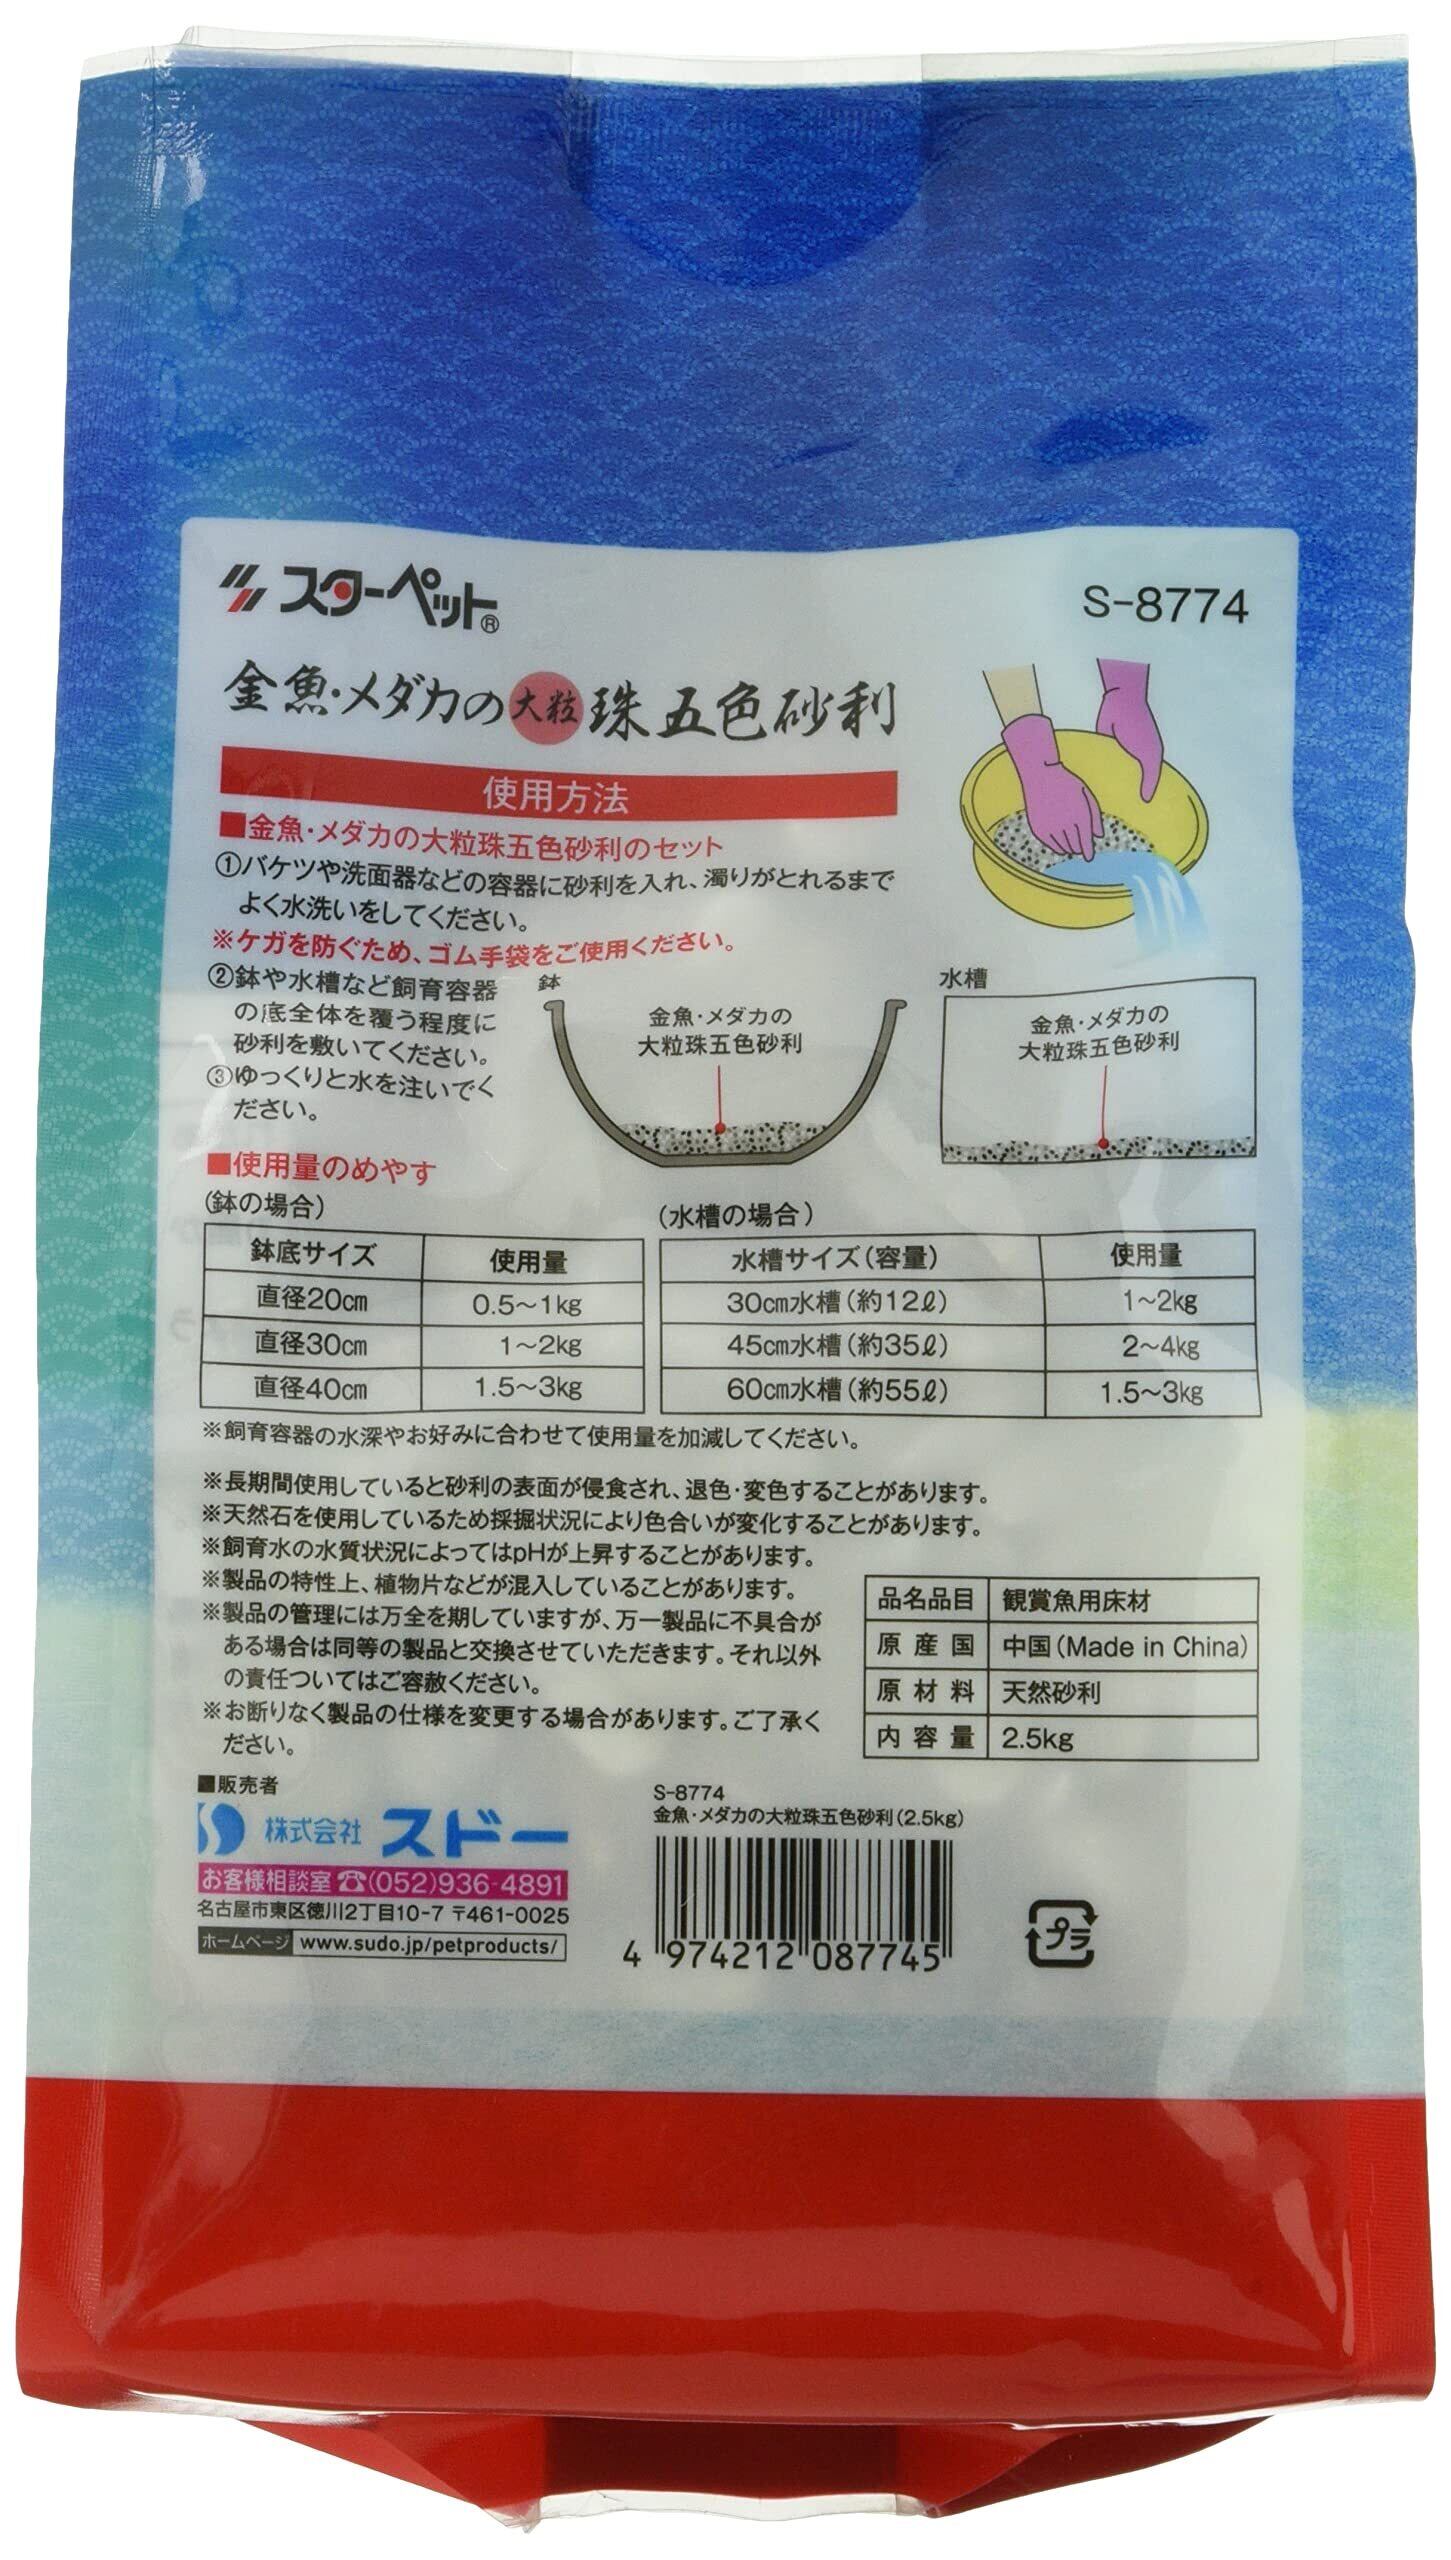 スターペット®
S-8774
金魚・メダカの大粒珠五色砂利
使用方法
■金魚・メダカの大粒珠五色砂利のセット
①バケツや洗面器などの容器に砂利を入れ、濁りがとれるまで
よく水洗いをしてください。
※ケガを防ぐため、ゴム手袋をご使用ください。
②鉢や水槽など飼育容器
の底全体を覆う程度に
砂利を敷いてください。
③ゆっくりと水を注いでく
ださい。
鉢
金魚・メダカの
大粒珠五色砂利
水槽
金魚・メダカの
大粒珠五色砂利
■使用量のめやす
(鉢の場合)
鉢底サイズ 使用量
直径20cm 0.5〜1kg
直径30cm 1〜2kg
直径40cm 1.5〜3kg
(水槽の場合)
水槽サイズ(容量) 使用量
30cm水槽(約12ℓ) 1〜2kg
45cm水槽(約35ℓ) 2〜4kg
60cm水槽(約55ℓ) 1.5〜3kg
※飼育容器の水深やお好みに合わせて使用量を加減してください。
※長期間使用していると砂利の表面が侵食され、退色・変色することがあります。
※天然石を使用しているため採掘状況により色合いが変化することがあります。
※飼育水の水質状況によってはpHが上昇することがあります。
※製品の特性上、植物片などが混入していることがあります。
※製品の管理には万全を期していますが、万一製品に不具合が
ある場合は同等の製品と交換させていただきます。それ以外
の責任ついてはご容赦ください。
※お断りなく製品の仕様を変更する場合があります。ご了承く
ださい。
品名品目 観賞魚用床材
原産国 中国(Made in China)
原材料 天然砂利
内容量 2.5kg
■販売者
株式会社 スドー
お客様相談室☎(052)936-4891
名古屋市東区徳川2丁目10-7 〒461-0025
ホームページ www.sudo.jp/petproducts/
S-8774
金魚・メダカの大粒珠五色砂利(2.5kg)
4 974212 087745
プラ